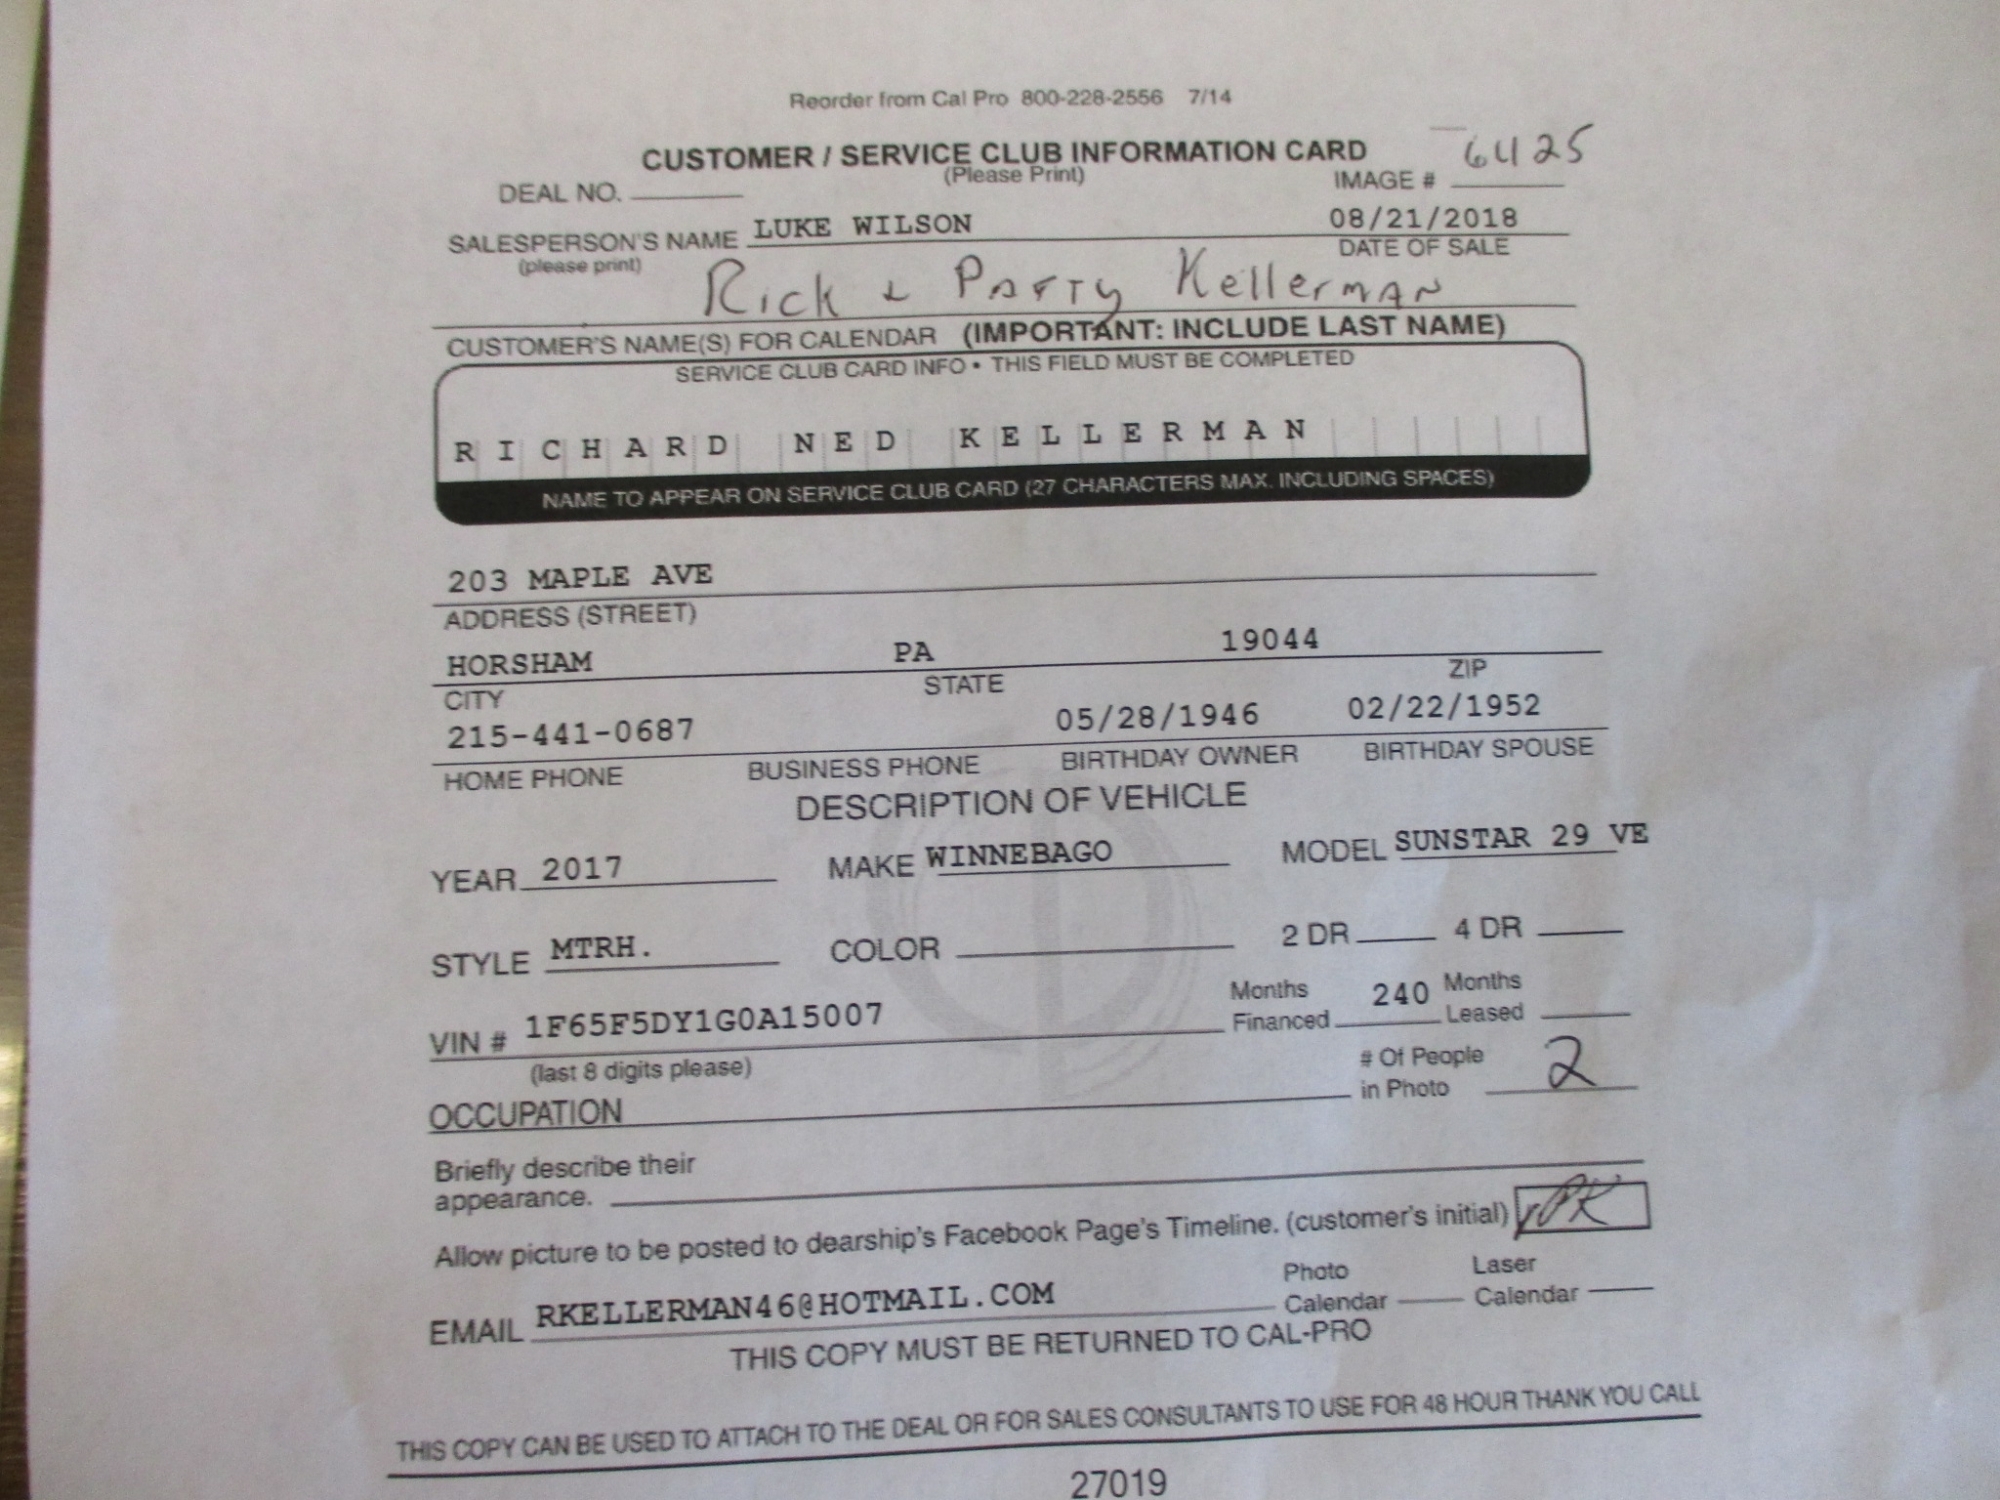 Reorder from Cal Pro 800-228-2556 7/14
CUSTOMER / SERVICE CLUB INFORMATION CARD 6425
(Please Print)
DEAL NO. IMAGE #
SALESPERSON'S NAME LUKE WILSON 08/21/2018
(please print) DATE OF SALE
Rick + Patty Kellerman
CUSTOMER'S NAME(S) FOR CALENDAR (IMPORTANT: INCLUDE LAST NAME)
SERVICE CLUB CARD INFO • THIS FIELD MUST BE COMPLETED
RICHARD NED KELLERMAN
NAME TO APPEAR ON SERVICE CLUB CARD (27 CHARACTERS MAX. INCLUDING SPACES)
203 MAPLE AVE
ADDRESS (STREET)
HORSHAM PA 19044
CITY STATE ZIP
215-441-0687 05/28/1946 02/22/1952
HOME PHONE BUSINESS PHONE BIRTHDAY OWNER BIRTHDAY SPOUSE
DESCRIPTION OF VEHICLE
YEAR 2017 MAKE WINNEBAGO MODEL SUNSTAR 29 VE
STYLE MTRH. COLOR 2 DR 4 DR
VIN # 1F65F5DY1G0A15007 Months Financed 240 Months Leased
(last 8 digits please) # Of People in Photo 2
OCCUPATION
Briefly describe their
appearance.
Allow picture to be posted to dearship's Facebook Page's Timeline. (customer's initial) PK
EMAIL RKELLERMAN46@HOTMAIL.COM Photo Calendar Laser Calendar
THIS COPY MUST BE RETURNED TO CAL-PRO
THIS COPY CAN BE USED TO ATTACH TO THE DEAL OR FOR SALES CONSULTANTS TO USE FOR 48 HOUR THANK YOU CALL
27019